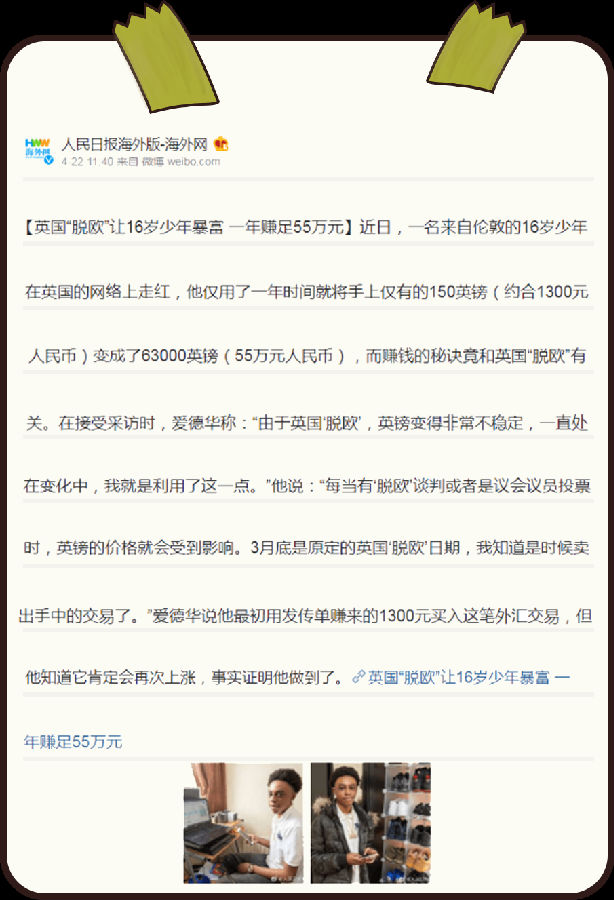 HWW
海外网
人民日报海外版-海外网
4-22 11:40 来自 微博 weibo.com
【英国“脱欧”让16岁少年暴富 一年赚足55万元】近日，一名来自伦敦的16岁少年
在英国的网络上走红，他仅用了一年时间就将手上仅有的150英镑（约合1300元
人民币）变成了63000英镑（55万元人民币），而赚钱的秘诀竟和英国“脱欧”有
关。在接受采访时，爱德华称：“由于英国‘脱欧’，英镑变得非常不稳定，一直处
在变化中，我就是利用了这一点。”他说：“每当有‘脱欧’谈判或者是议会议员投票
时，英镑的价格就会受到影响。3月底是原定的英国‘脱欧’日期，我知道是时候卖
出手中的交易了。”爱德华说他最初用发传单赚来的1300元买入这笔外汇交易，但
他知道它肯定会再次上涨，事实证明他做到了。英国“脱欧”让16岁少年暴富 一
年赚足55万元